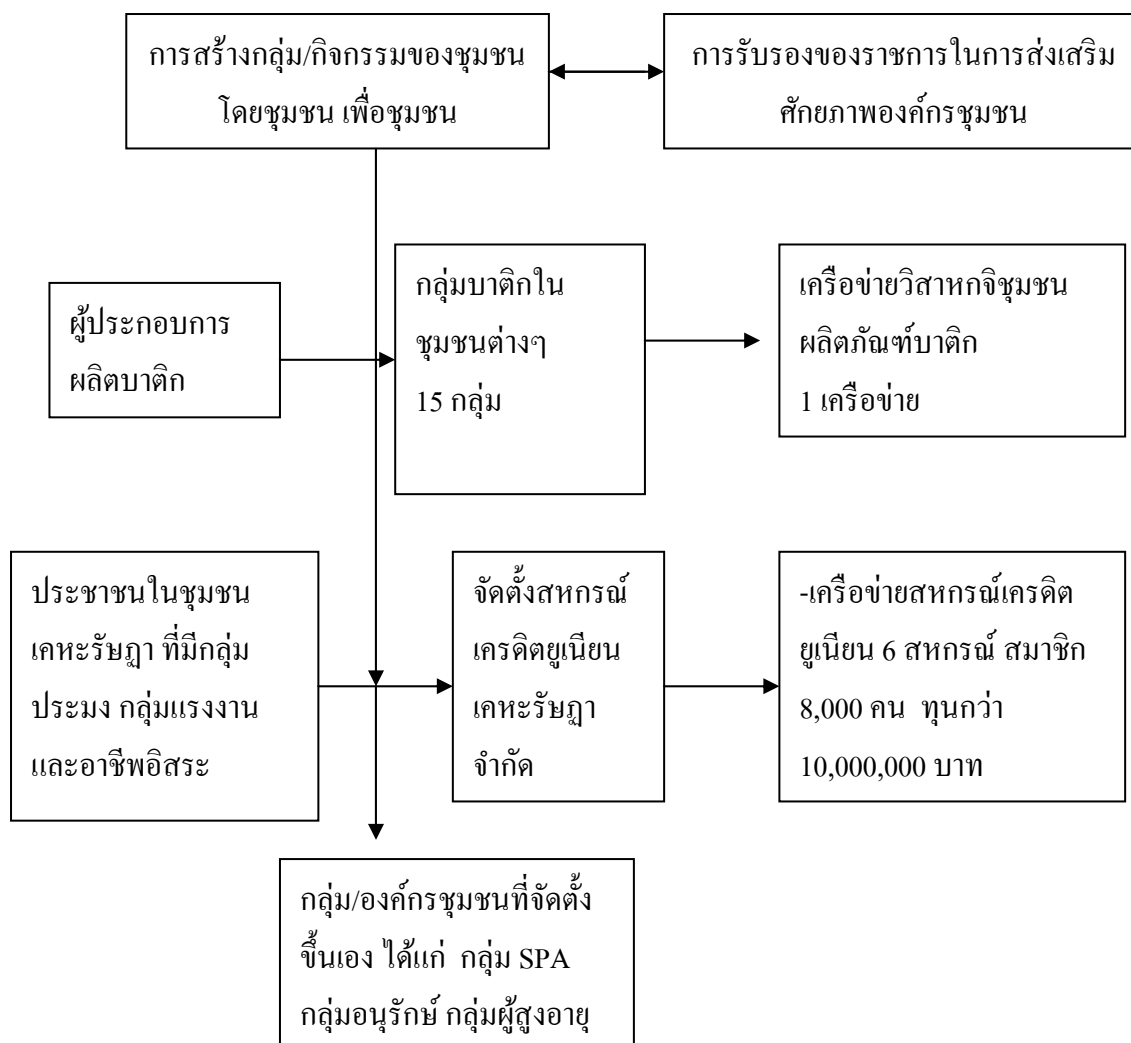 การสร้างกลุ่ม/กิจกรรมของชุมชน
โดยชุมชน เพื่อชุมชน
การรับรองของราชการในการส่งเสริม
ศักยภาพองค์กรชุมชน
ผู้ประกอบการ
ผลิตบาติก
กลุ่มบาติกใน
ชุมชนต่างๆ
15 กลุ่ม
เครือข่ายวิสาหกจิชุมชน
ผลิตภัณฑ์บาติก
1 เครือข่าย
ประชาชนในชุมชน
เคหะรัษฏา ที่มีกลุ่ม
ประมง กลุ่มแรงงาน
และอาชีพอิสระ
จัดตั้งสหกรณ์
เครดิตยูเนียน
เคหะรัษฏา
จำกัด
-เครือข่ายสหกรณ์เครดิต
ยูเนียน 6 สหกรณ์ สมาชิก
8,000 คน ทุนกว่า
10,000,000 บาท
กลุ่ม/องค์กรชุมชนที่จัดตั้ง
ขึ้นเอง ได้แก่ กลุ่ม SPA
กลุ่มอนุรักษ์ กลุ่มผู้สูงอายุ